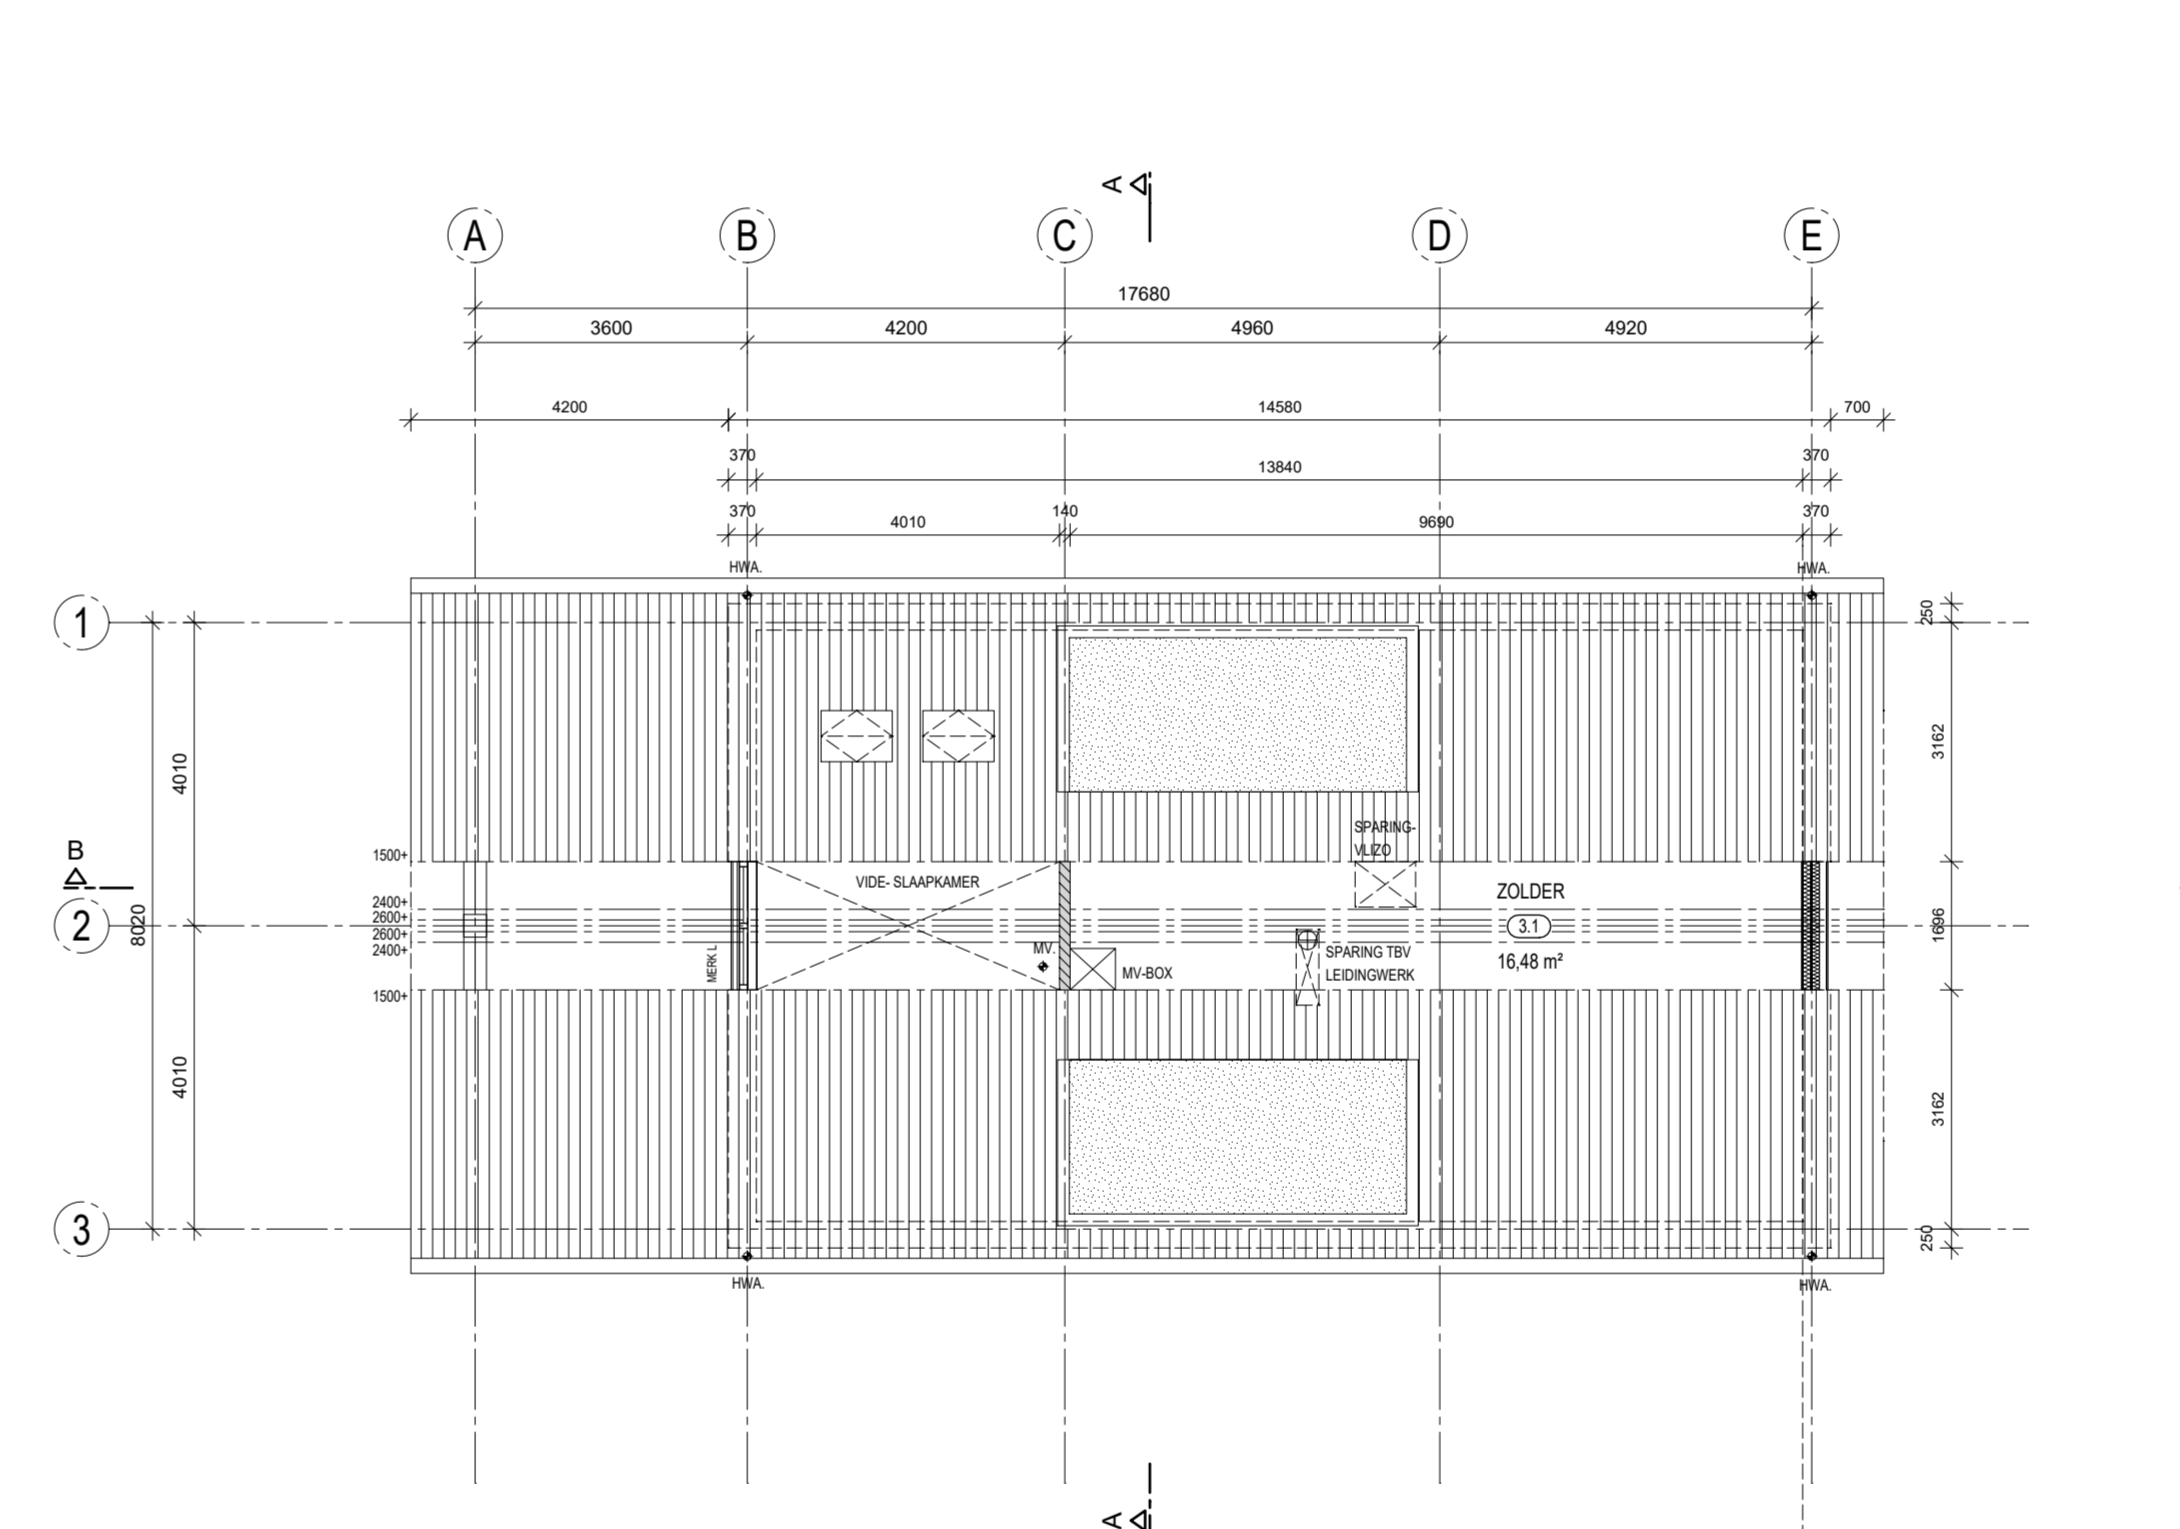 A
A B C D E
17680
3600 4200 4960 4920
4200 14580 700
370 13840 370
370 4010 140 9690 370
HWA. HWA.
1
250
4010
3162
SPARING-
VLIZO
B
1500+
VIDE- SLAAPKAMER
ZOLDER
2400+
2600+
2
8020
3.1
1696
2600+
2400+
MERK L
MV.
MV-BOX
SPARING TBV
LEIDINGWERK
16,48 m²
1500+
4010
3162
3
250
HWA. HWA.
A